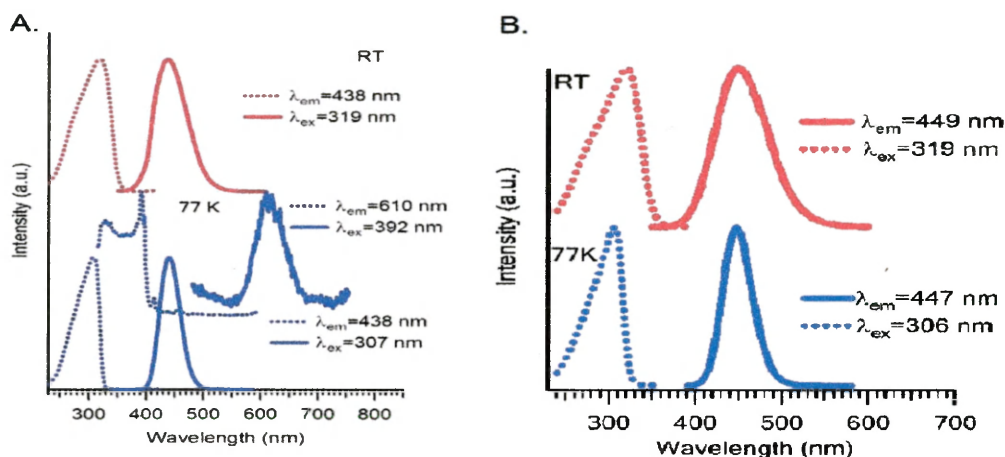 A.
RT
λem=438 nm
λex=319 nm
77 K
λem=610 nm
λex=392 nm
λem=438 nm
λex=307 nm
Intensity (a.u.)
300 400 500 600 700 800
Wavelength (nm)
B.
RT
λem=449 nm
λex=319 nm
77K
λem=447 nm
λex=306 nm
Intensity (a.u.)
300 400 500 600 700
Wavelength (nm)